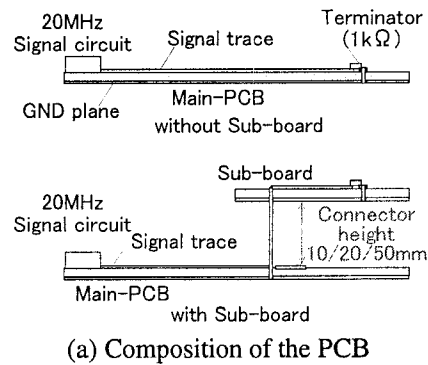 20MHz
Signal circuit
Signal trace
Terminator
(1kΩ)
GND plane
Main-PCB
without Sub-board
Sub-board
20MHz
Signal circuit
Signal trace
Connector
height
10/20/50mm
Main-PCB
with Sub-board
(a) Composition of the PCB